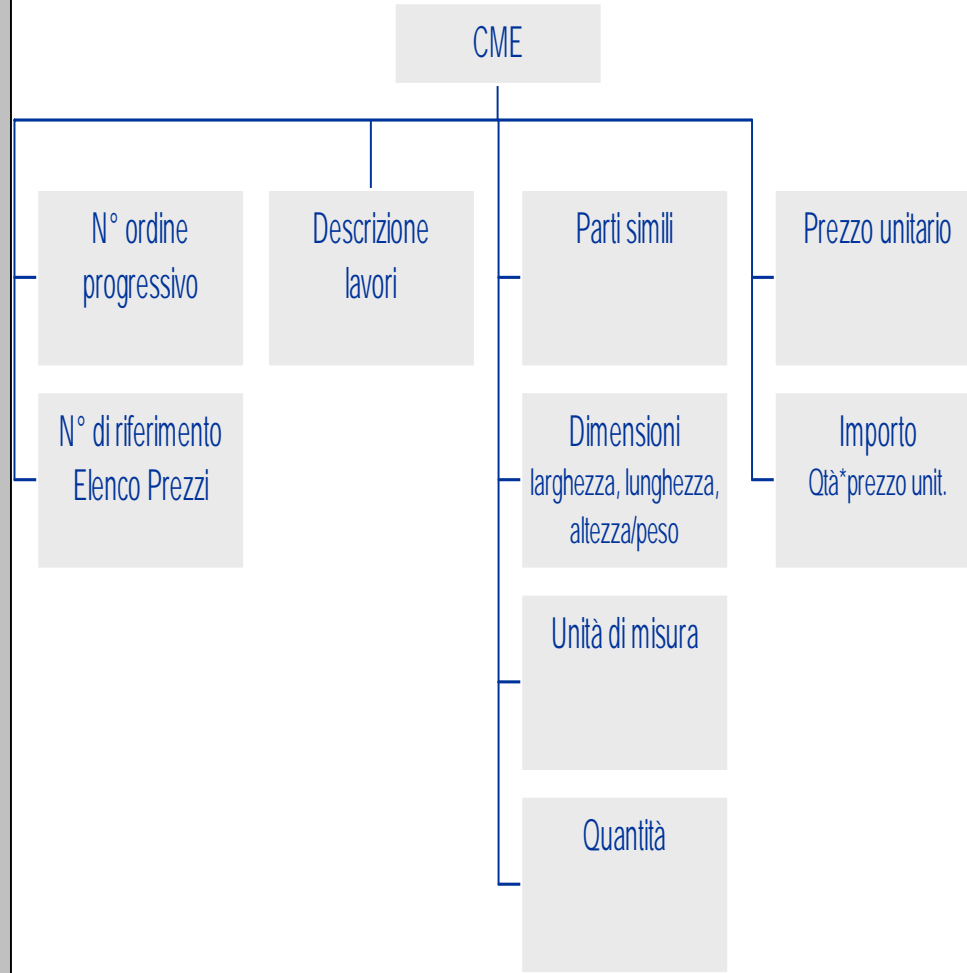 CME
N° ordine
progressivo
Descrizione
lavori
Parti simili
Prezzo unitario
N° di riferimento
Elenco Prezzi
Dimensioni
larghezza, lunghezza,
altezza/peso
Importo
Qtà*prezzo unit.
Unità di misura
Quantità